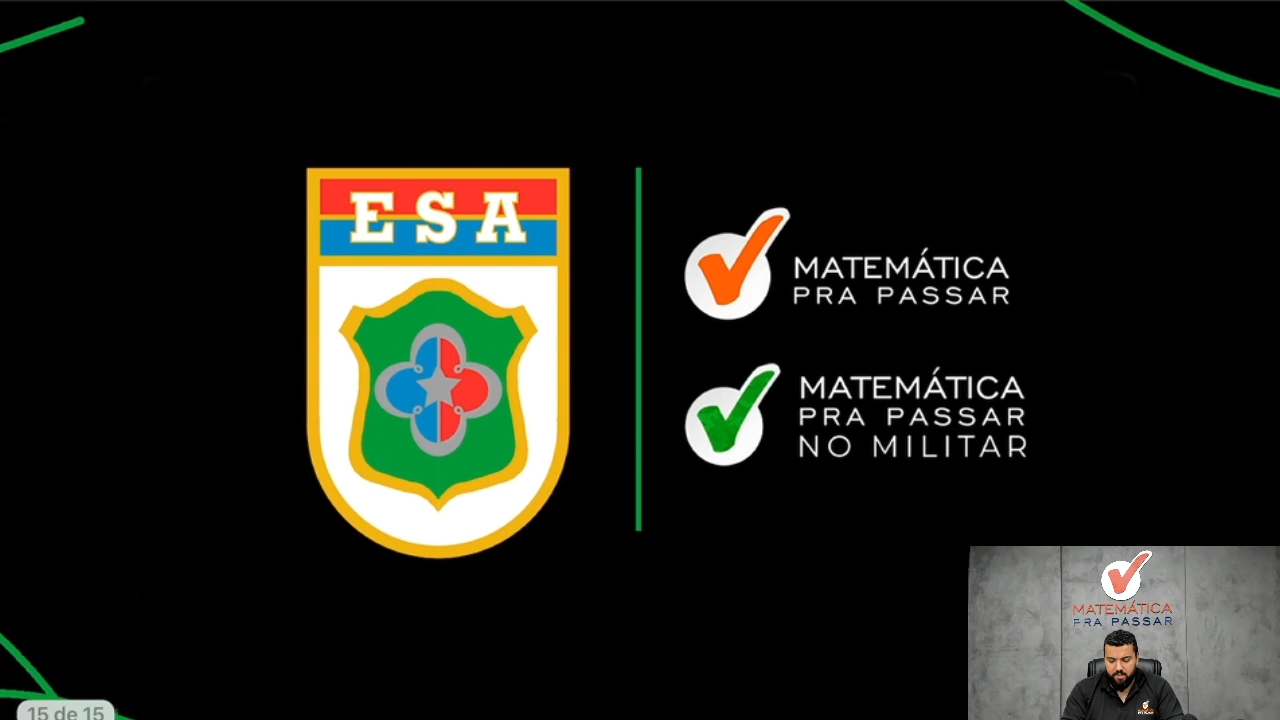 ESA
MATEMÁTICA
PRA PASSAR
MATEMÁTICA
PRA PASSAR
NO MILITAR
MATEMÁTICA
PRA PASSAR
15 de 15